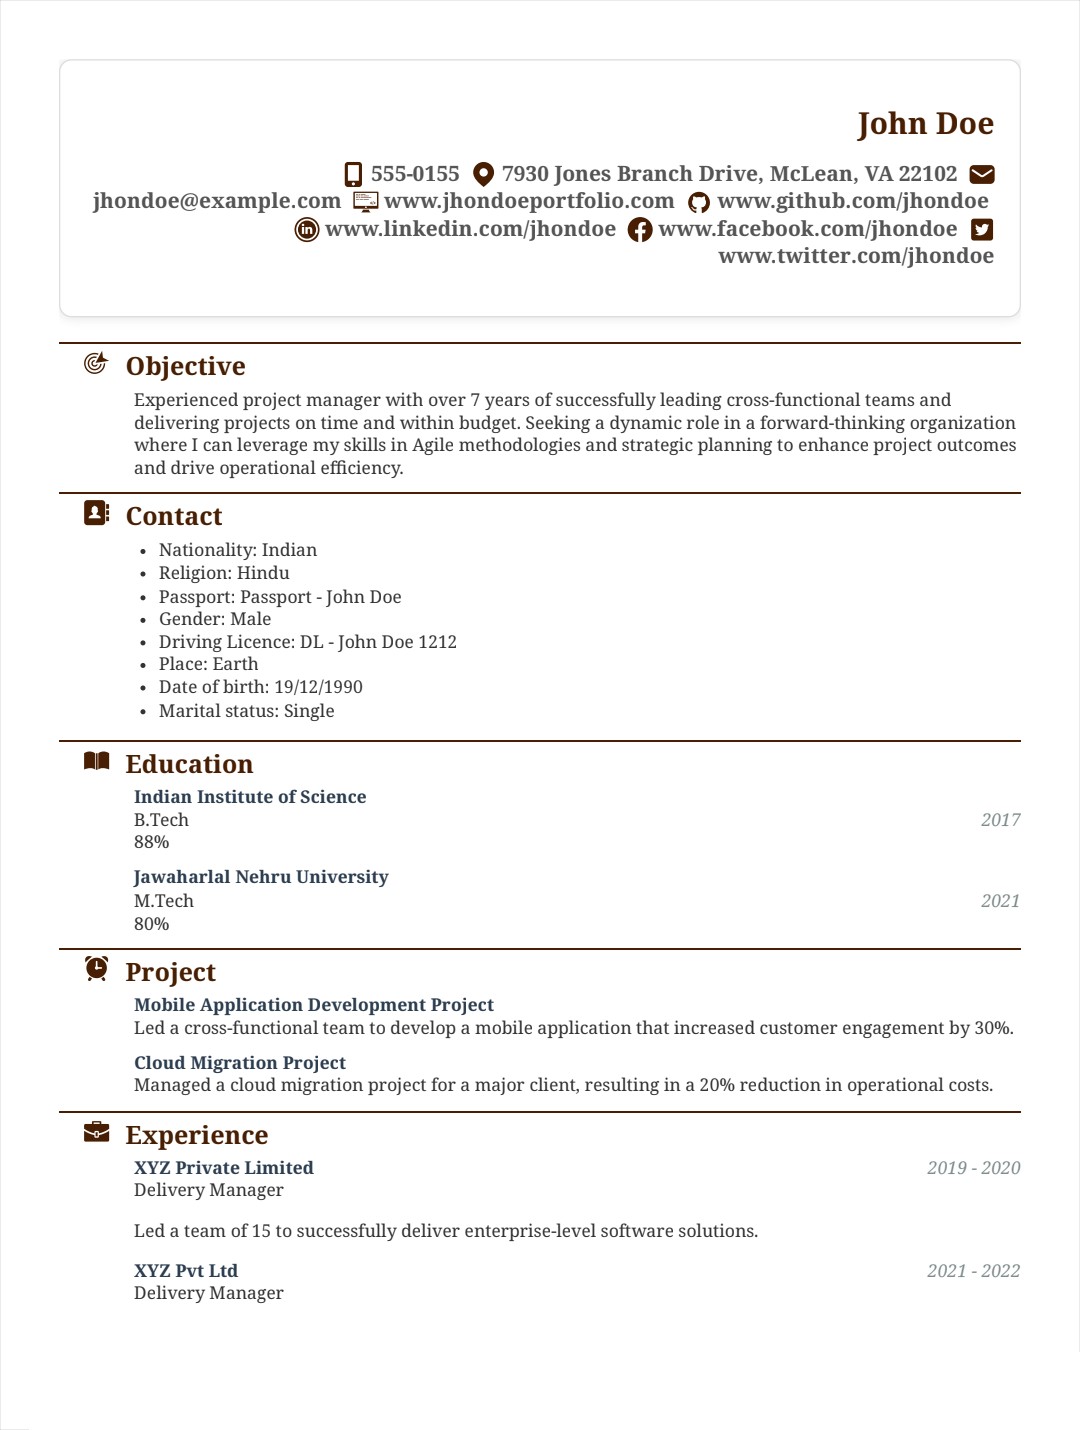 John Doe
555-0155 7930 Jones Branch Drive, McLean, VA 22102
jhondoe@example.com www.jhondoeportfolio.com www.github.com/jhondoe
www.linkedin.com/jhondoe www.facebook.com/jhondoe
www.twitter.com/jhondoe
Objective
Experienced project manager with over 7 years of successfully leading cross-functional teams and
delivering projects on time and within budget. Seeking a dynamic role in a forward-thinking organization
where I can leverage my skills in Agile methodologies and strategic planning to enhance project outcomes
and drive operational efficiency.
Contact
• Nationality: Indian
• Religion: Hindu
• Passport: Passport - John Doe
• Gender: Male
• Driving Licence: DL - John Doe 1212
• Place: Earth
• Date of birth: 19/12/1990
• Marital status: Single
Education
Indian Institute of Science
B.Tech 2017
88%
Jawaharlal Nehru University
M.Tech 2021
80%
Project
Mobile Application Development Project
Led a cross-functional team to develop a mobile application that increased customer engagement by 30%.
Cloud Migration Project
Managed a cloud migration project for a major client, resulting in a 20% reduction in operational costs.
Experience
XYZ Private Limited 2019 - 2020
Delivery Manager
Led a team of 15 to successfully deliver enterprise-level software solutions.
XYZ Pvt Ltd 2021 - 2022
Delivery Manager